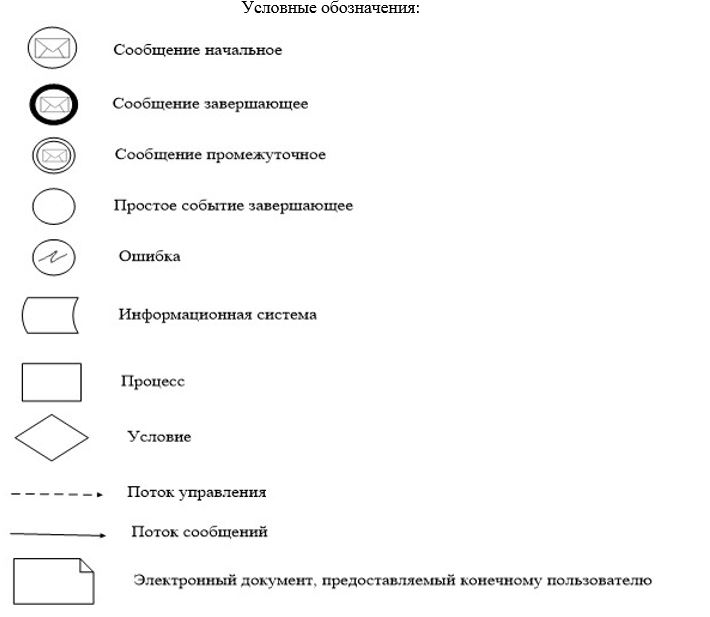 Условные обозначения:
Сообщение начальное
Сообщение завершающее
Сообщение промежуточное
Простое событие завершающее
Ошибка
Информационная система
Процесс
Условие
Поток управления
Поток сообщений
Электронный документ, предоставляемый конечному пользователю